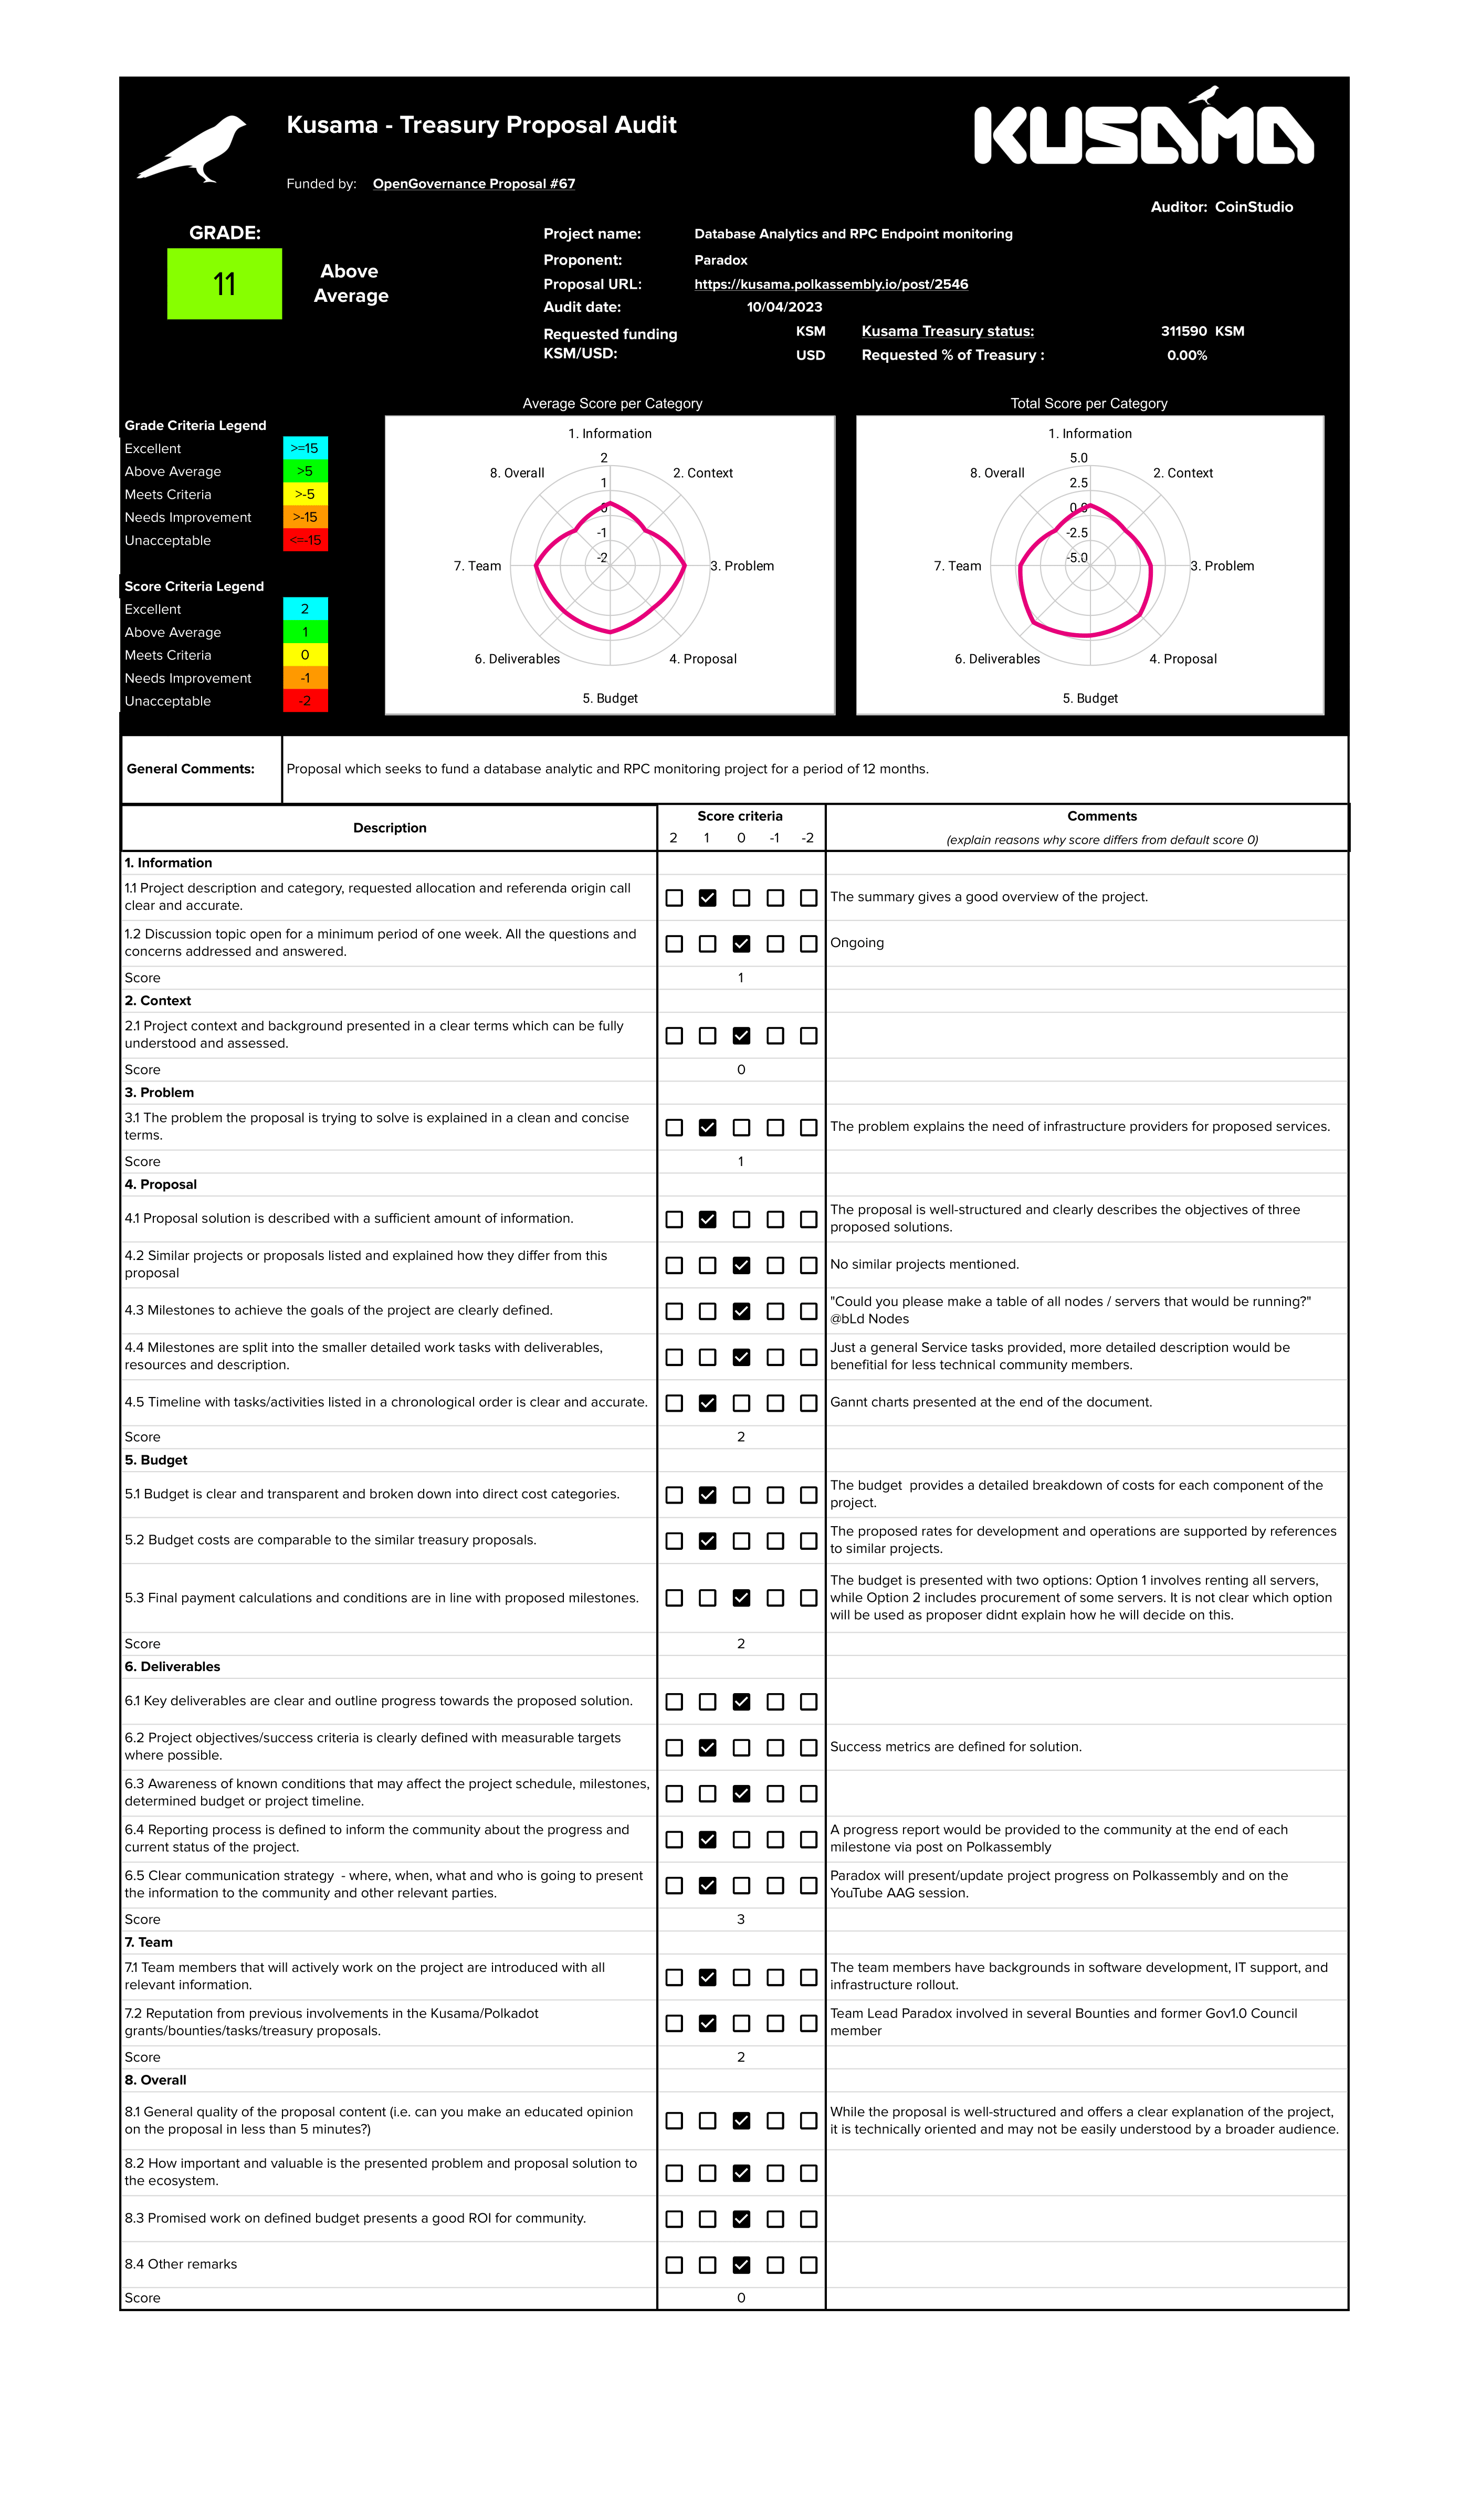 Kusama - Treasury Proposal Audit
KUSAMA
Funded by: OpenGovernance Proposal #67
Auditor: CoinStudio
GRADE:
11
Above
Average
Project name: Database Analytics and RPC Endpoint monitoring
Proponent: Paradox
Proposal URL: https://kusama.polkassembly.io/post/2546
Audit date: 10/04/2023
Requested funding
KSM/USD:
KSM
USD
Kusama Treasury status: 311590 KSM
Requested % of Treasury : 0.00%
Grade Criteria Legend
Excellent >=15
Above Average >5
Meets Criteria >-5
Needs Improvement >-15
Unacceptable <=-15
Score Criteria Legend
Excellent 2
Above Average 1
Meets Criteria 0
Needs Improvement -1
Unacceptable -2
Average Score per Category
1. Information
2. Context
3. Problem
4. Proposal
5. Budget
6. Deliverables
7. Team
8. Overall
2
1
0
-1
-2
Total Score per Category
1. Information
2. Context
3. Problem
4. Proposal
5. Budget
6. Deliverables
7. Team
8. Overall
5.0
2.5
0.0
-2.5
-5.0
General Comments: Proposal which seeks to fund a database analytic and RPC monitoring project for a period of 12 months.
Description
Score criteria
2 1 0 -1 -2
Comments
(explain reasons why score differs from default score 0)
1. Information
1.1 Project description and category, requested allocation and referenda origin call
clear and accurate.
The summary gives a good overview of the project.
1.2 Discussion topic open for a minimum period of one week. All the questions and
concerns addressed and answered.
Ongoing
Score 1
2. Context
2.1 Project context and background presented in a clear terms which can be fully
understood and assessed.
Score 0
3. Problem
3.1 The problem the proposal is trying to solve is explained in a clean and concise
terms.
The problem explains the need of infrastructure providers for proposed services.
Score 1
4. Proposal
4.1 Proposal solution is described with a sufficient amount of information.
The proposal is well-structured and clearly describes the objectives of three
proposed solutions.
4.2 Similar projects or proposals listed and explained how they differ from this
proposal
No similar projects mentioned.
4.3 Milestones to achieve the goals of the project are clearly defined.
"Could you please make a table of all nodes / servers that would be running?"
@bLd Nodes
4.4 Milestones are split into the smaller detailed work tasks with deliverables,
resources and description.
Just a general Service tasks provided, more detailed description would be
benefitial for less technical community members.
4.5 Timeline with tasks/activities listed in a chronological order is clear and accurate.
Gannt charts presented at the end of the document.
Score 2
5. Budget
5.1 Budget is clear and transparent and broken down into direct cost categories.
The budget provides a detailed breakdown of costs for each component of the
project.
5.2 Budget costs are comparable to the similar treasury proposals.
The proposed rates for development and operations are supported by references
to similar projects.
5.3 Final payment calculations and conditions are in line with proposed milestones.
The budget is presented with two options: Option 1 involves renting all servers,
while Option 2 includes procurement of some servers. It is not clear which option
will be used as proposer didnt explain how he will decide on this.
Score 2
6. Deliverables
6.1 Key deliverables are clear and outline progress towards the proposed solution.
6.2 Project objectives/success criteria is clearly defined with measurable targets
where possible.
Success metrics are defined for solution.
6.3 Awareness of known conditions that may affect the project schedule, milestones,
determined budget or project timeline.
6.4 Reporting process is defined to inform the community about the progress and
current status of the project.
A progress report would be provided to the community at the end of each
milestone via post on Polkassembly
6.5 Clear communication strategy - where, when, what and who is going to present
the information to the community and other relevant parties.
Paradox will present/update project progress on Polkassembly and on the
YouTube AAG session.
Score 3
7. Team
7.1 Team members that will actively work on the project are introduced with all
relevant information.
The team members have backgrounds in software development, IT support, and
infrastructure rollout.
7.2 Reputation from previous involvements in the Kusama/Polkadot
grants/bounties/tasks/treasury proposals.
Team Lead Paradox involved in several Bounties and former Gov1.0 Council
member
Score 2
8. Overall
8.1 General quality of the proposal content (i.e. can you make an educated opinion
on the proposal in less than 5 minutes?)
While the proposal is well-structured and offers a clear explanation of the project,
it is technically oriented and may not be easily understood by a broader audience.
8.2 How important and valuable is the presented problem and proposal solution to
the ecosystem.
8.3 Promised work on defined budget presents a good ROI for community.
8.4 Other remarks
Score 0